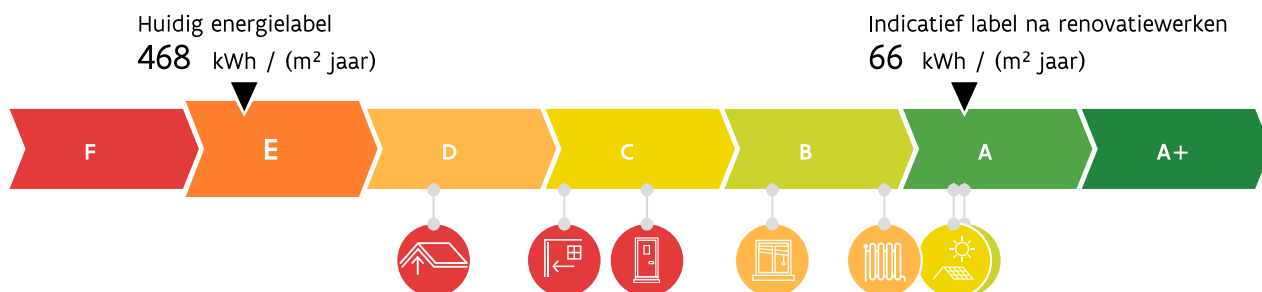 Huidig energielabel
468 kWh / (m² jaar)
Indicatief label na renovatiewerken
66 kWh / (m² jaar)
F E D C B A A+